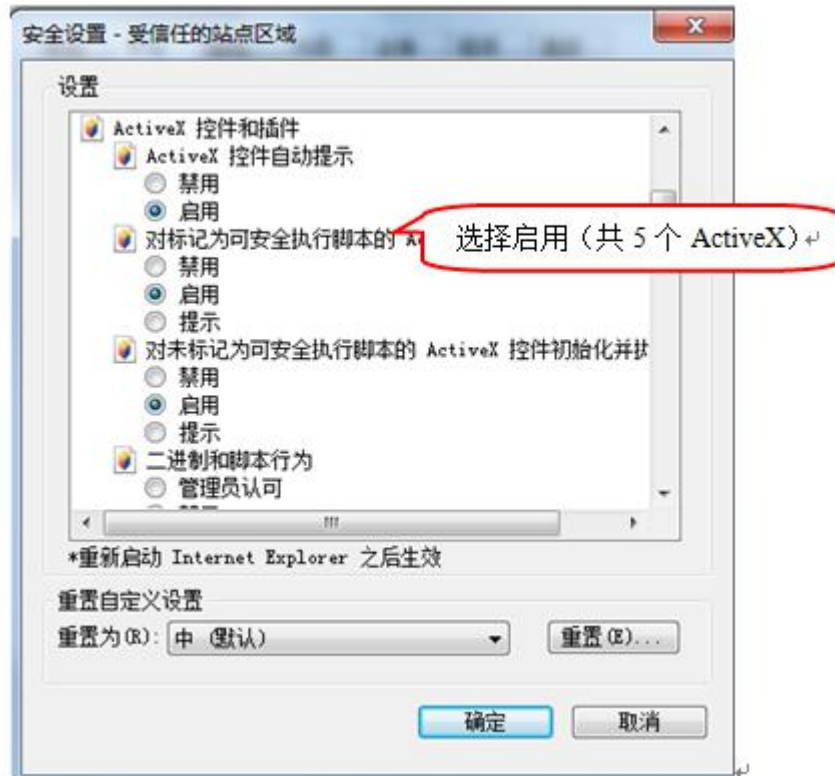 安全设置 - 受信任的站点区域
设置
ActiveX 控件和插件
ActiveX 控件自动提示
禁用
启用
对标记为可安全执行脚本的
选择启用（共 5 个 ActiveX）
禁用
启用
提示
对未标记为可安全执行脚本的 ActiveX 控件初始化并执
禁用
启用
提示
二进制和脚本行为
管理员认可
*重新启动 Internet Explorer 之后生效
重置自定义设置
重置为(R): 中 (默认) 重置(E)...
确定 取消